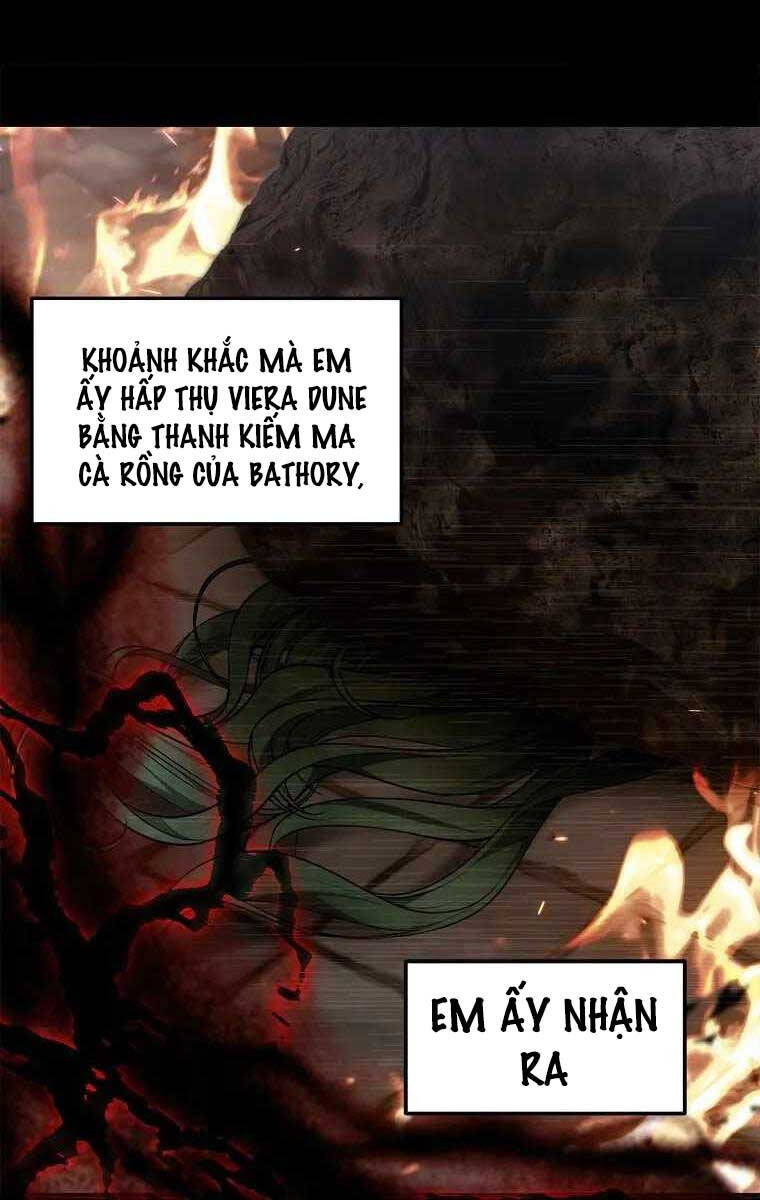 KHOẢNH KHẮC MÀ EM
ẤY HẤP THỤ VIERA DUNE
BẰNG THANH KIẾM MA
CÀ RỒNG CỦA BATHORY,
EM ẤY NHẬN
RA